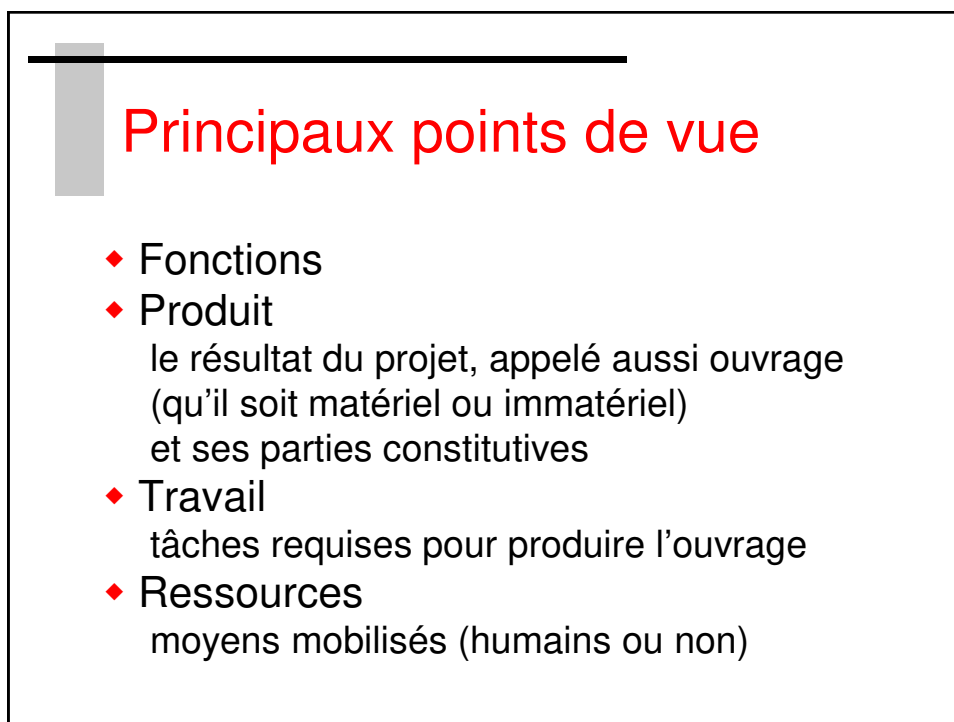 Principaux points de vue
Fonctions
Produit
le résultat du projet, appelé aussi ouvrage
(qu’il soit matériel ou immatériel)
et ses parties constitutives
Travail
tâches requises pour produire l’ouvrage
Ressources
moyens mobilisés (humains ou non)